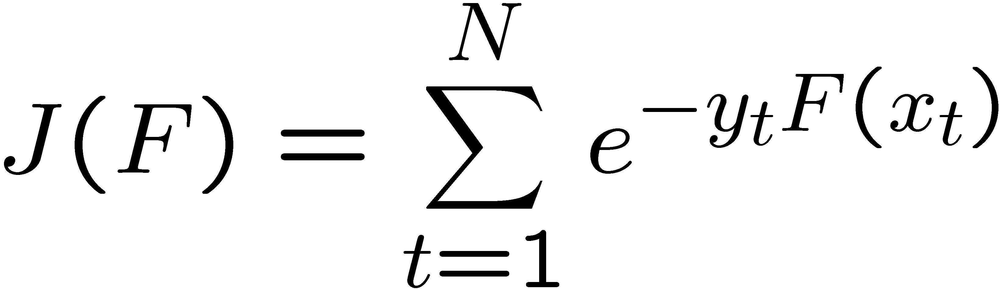 J(F) = \sum_{t=1}^{N} e^{-y_t F(x_t)}